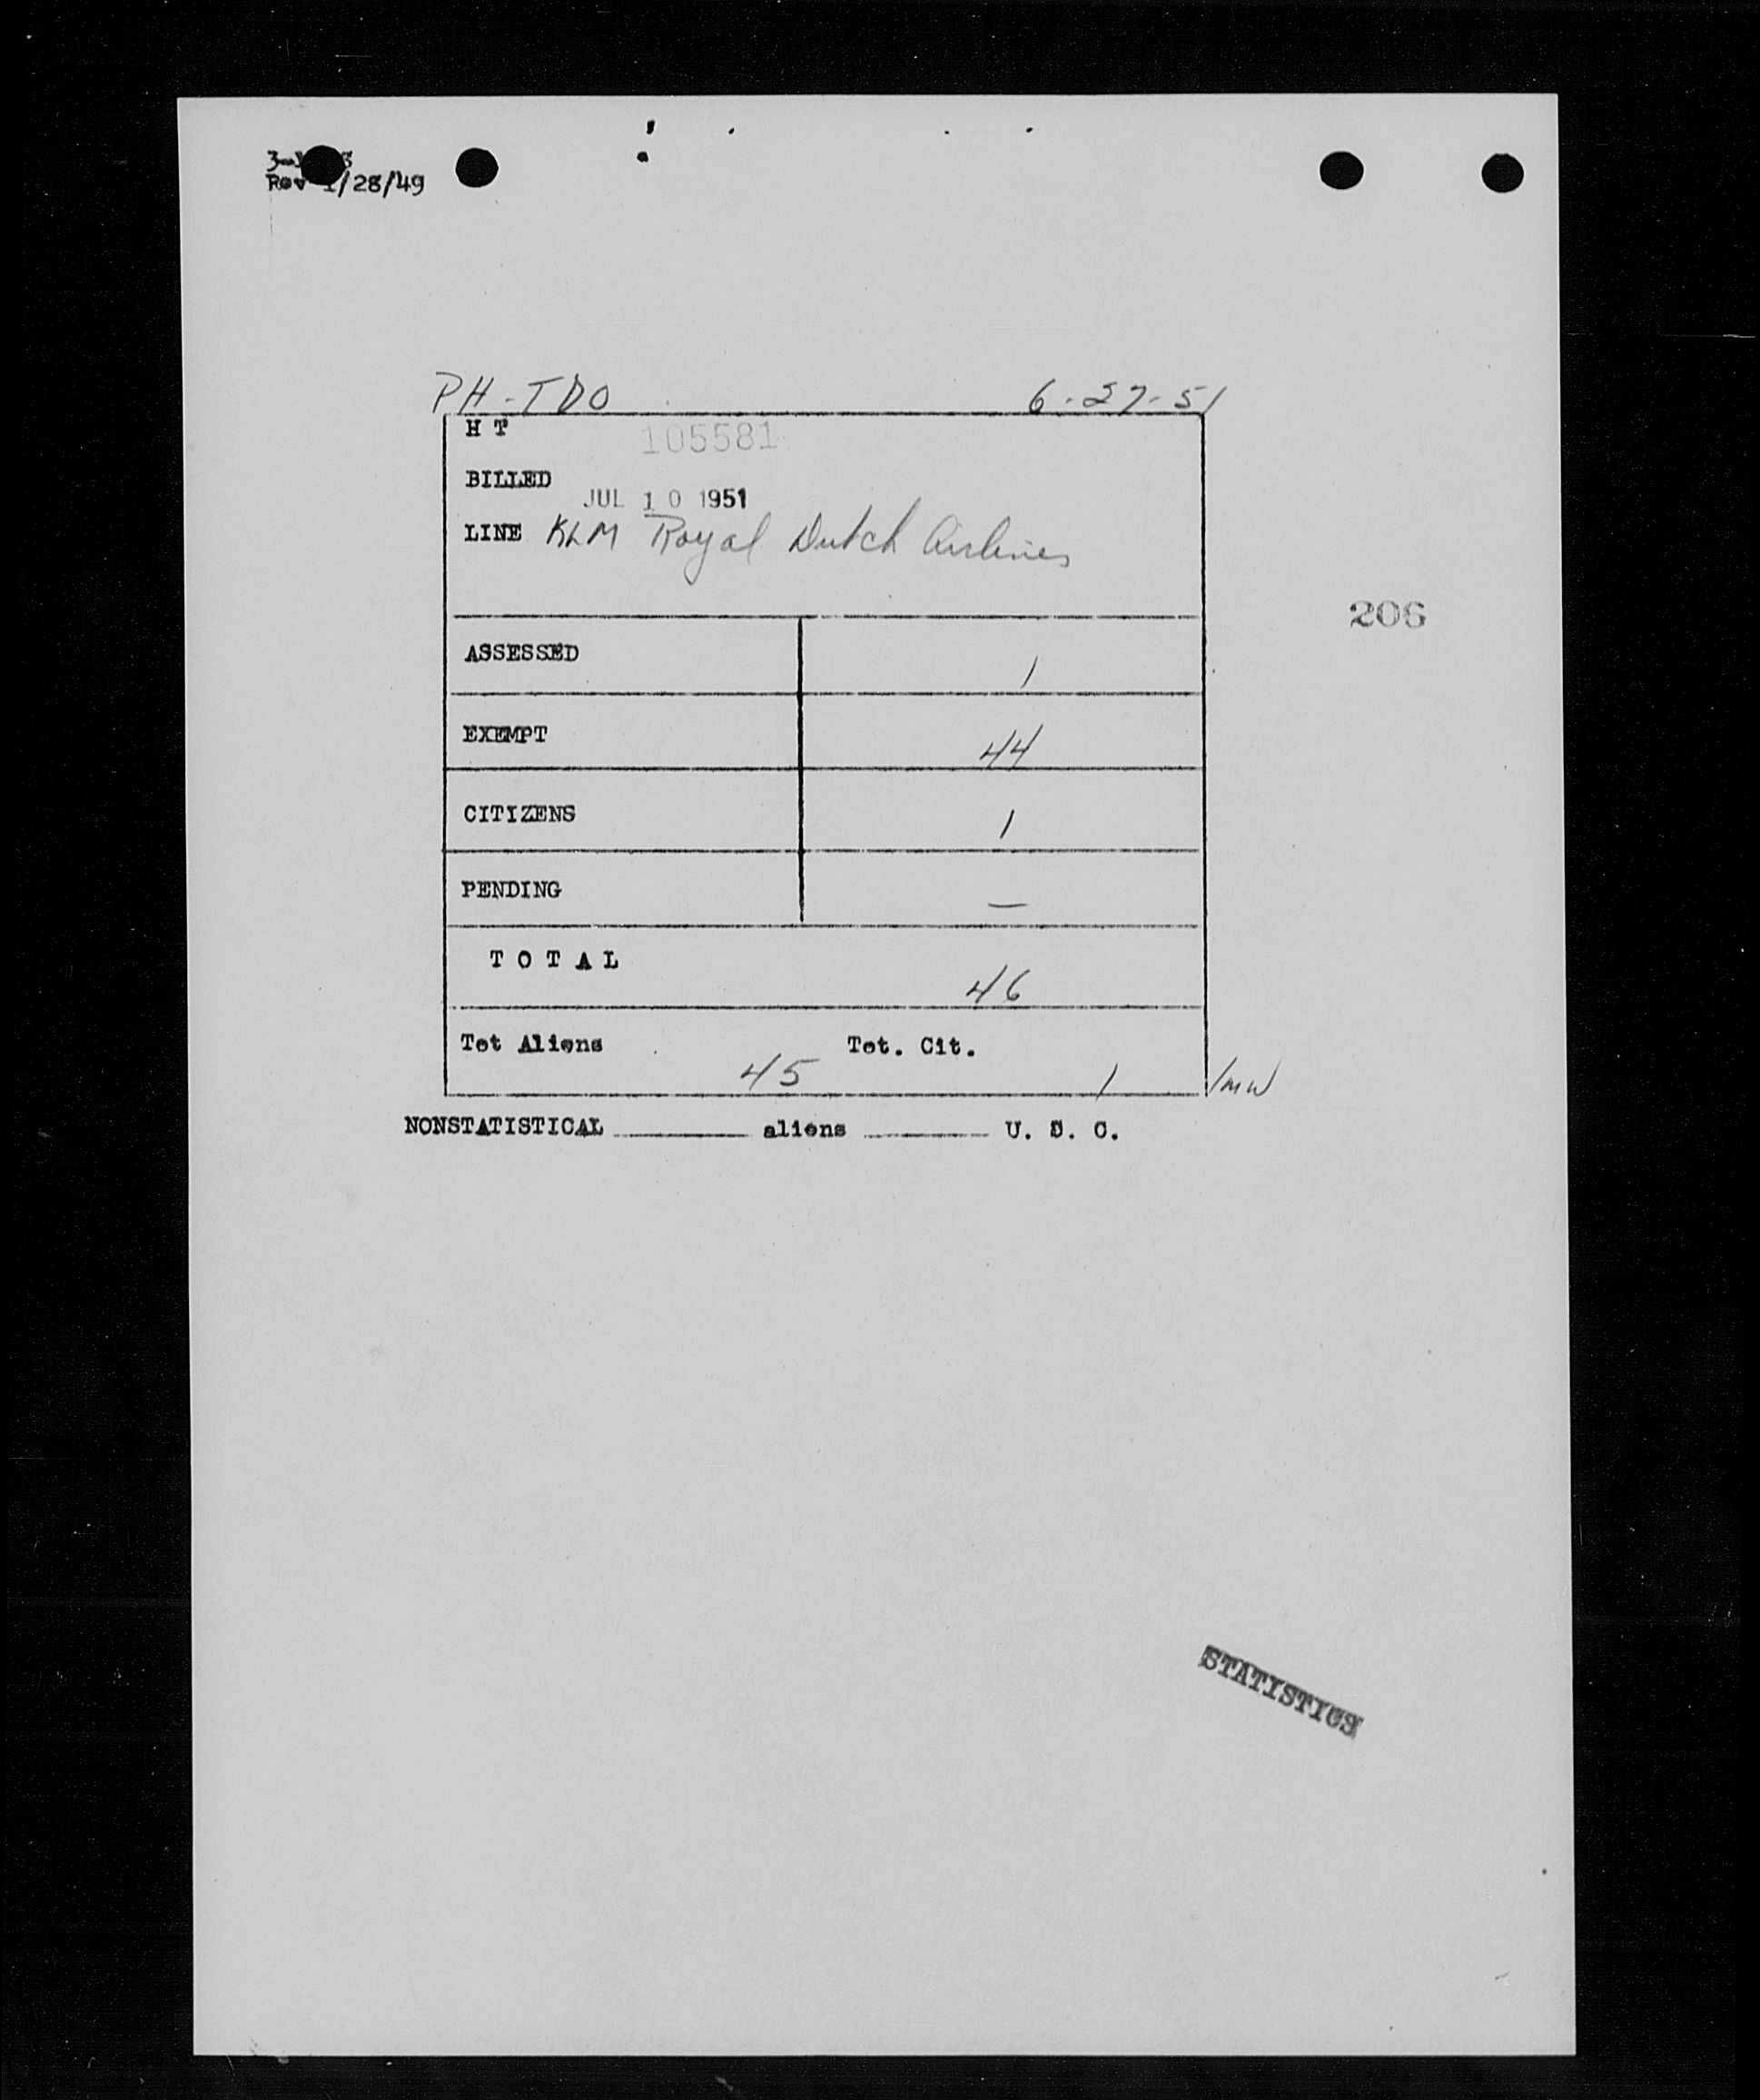 Rev 1/28/49
PH-TDO 6-27-51
H T 105581
BILLED
JUL 10 1951
LINE KLM Royal Dutch Airlines
206
ASSESSED 1
EXEMPT 44
CITIZENS 1
PENDING —
TOTAL
46
Tot Aliens Tot. Cit.
45 1 /mw
NONSTATISTICAL ______ aliens ______ U. S. C.
STATISTICS